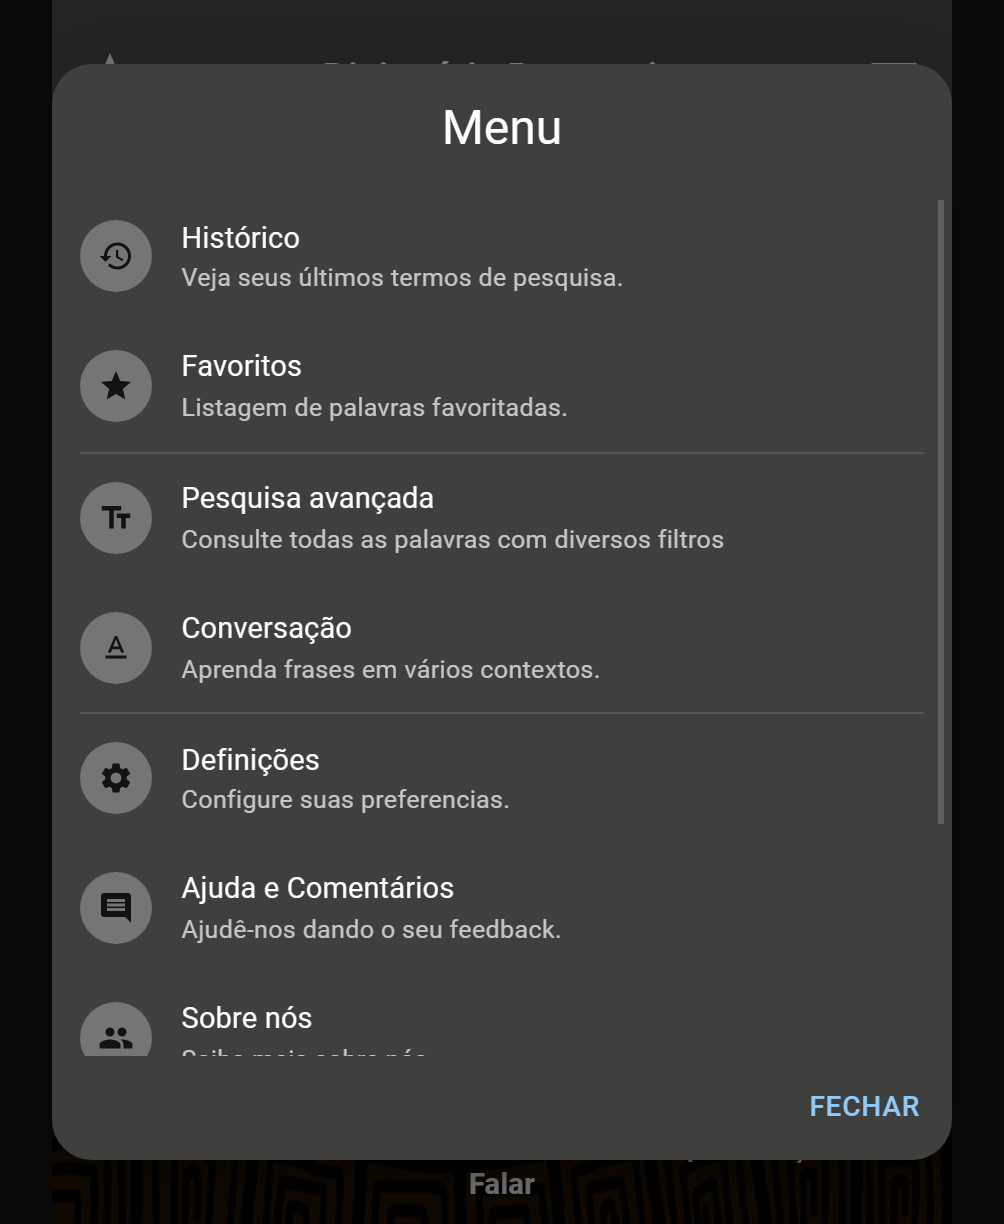 Menu
Histórico
Veja seus últimos termos de pesquisa.
Favoritos
Listagem de palavras favoritadas.
Pesquisa avançada
Consulte todas as palavras com diversos filtros
Conversação
Aprenda frases em vários contextos.
Definições
Configure suas preferencias.
Ajuda e Comentários
Ajudê-nos dando o seu feedback.
Sobre nós
FECHAR
Falar